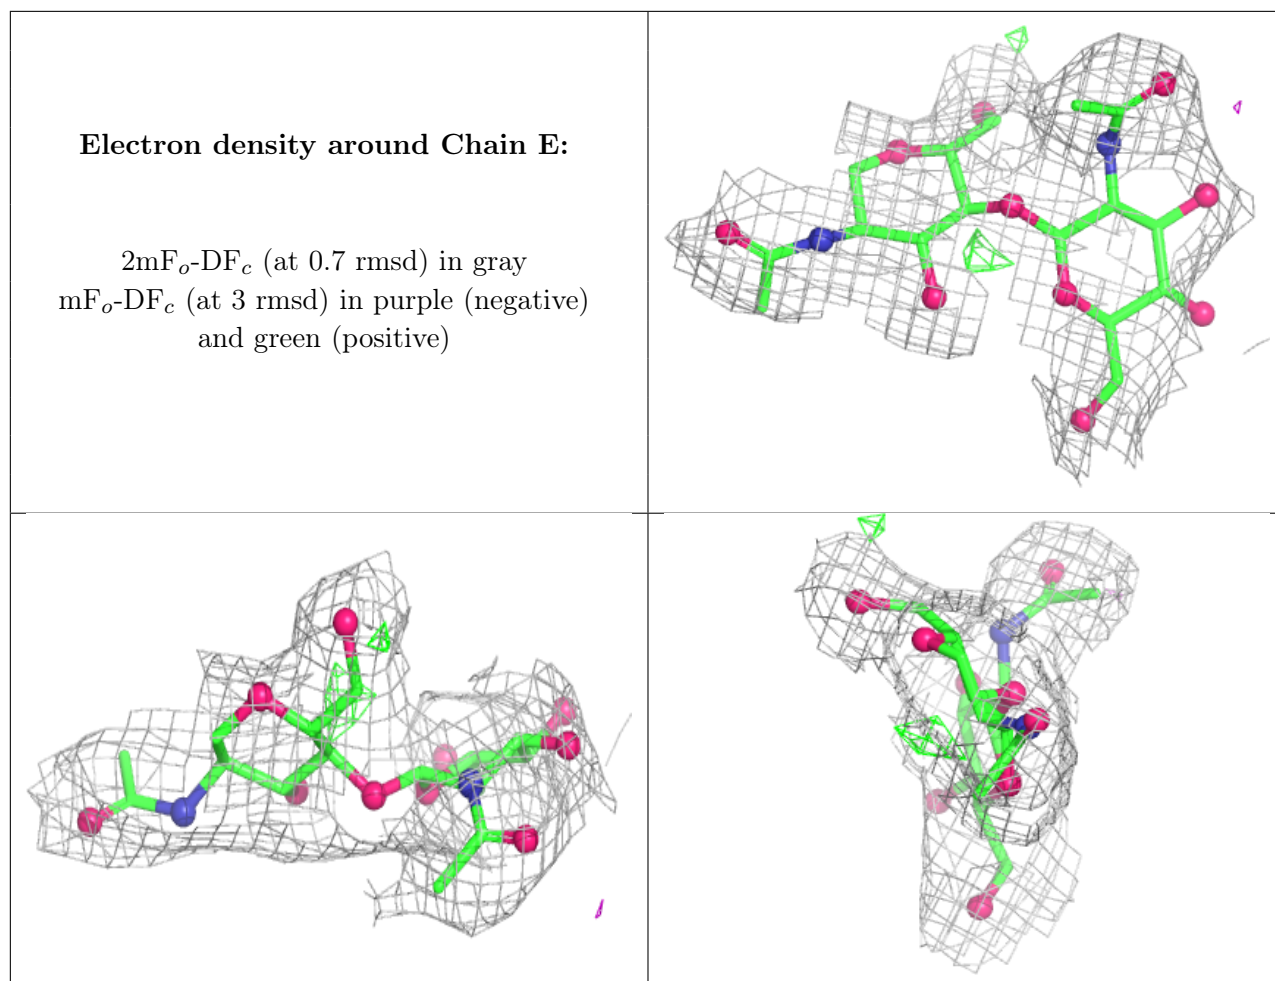 Electron density around Chain E:
2mFo-DFc (at 0.7 rmsd) in gray
mFo-DFc (at 3 rmsd) in purple (negative)
and green (positive)